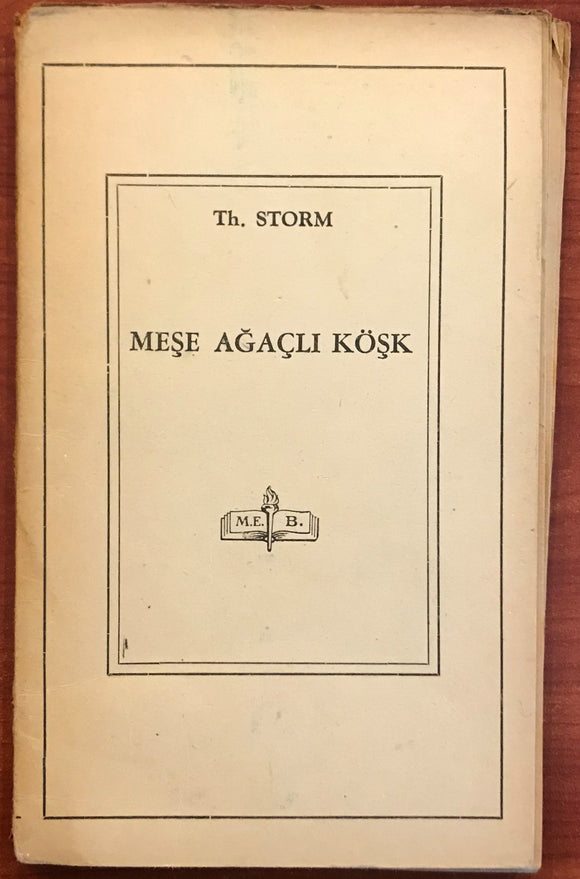 Th. STORM
MEŞE AĞAÇLI KÖŞK
M.E. B.